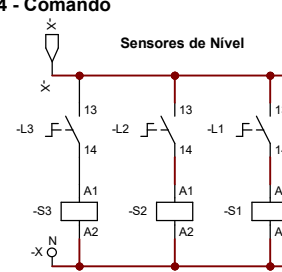 4 - Comando
-X-
Sensores de Nível
-X-
13
13
-L3
-L2
-L1
14
14
A1
A1
-S3
-S2
-S1
A2
A2
N
-X